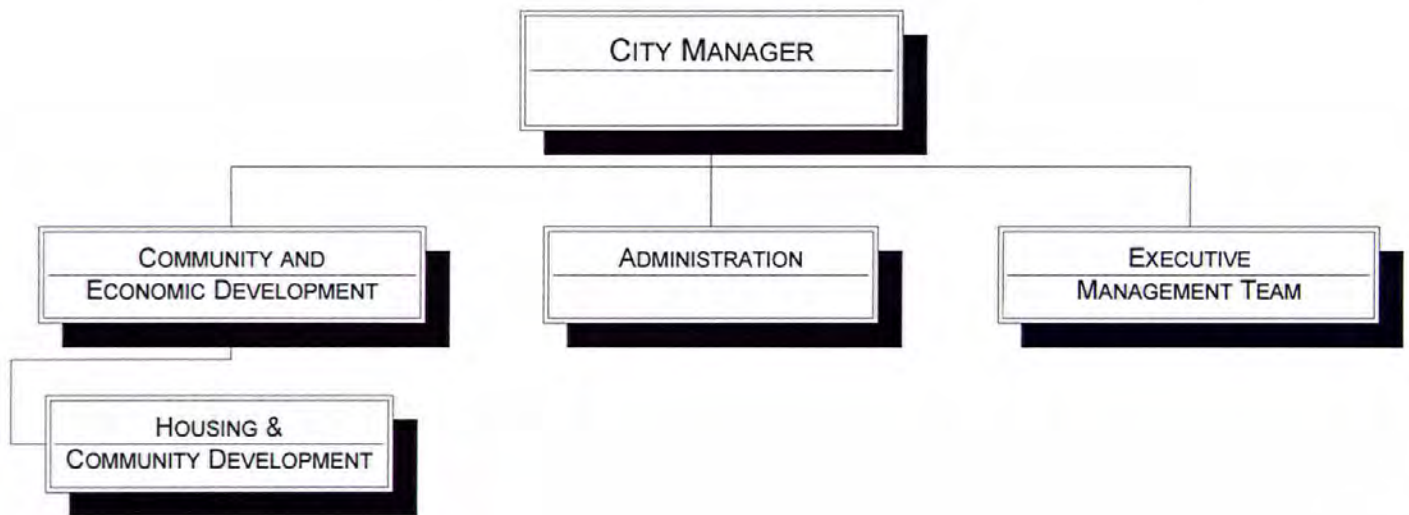 CITY MANAGER
COMMUNITY AND
ECONOMIC DEVELOPMENT
ADMINISTRATION
EXECUTIVE
MANAGEMENT TEAM
HOUSING &
COMMUNITY DEVELOPMENT